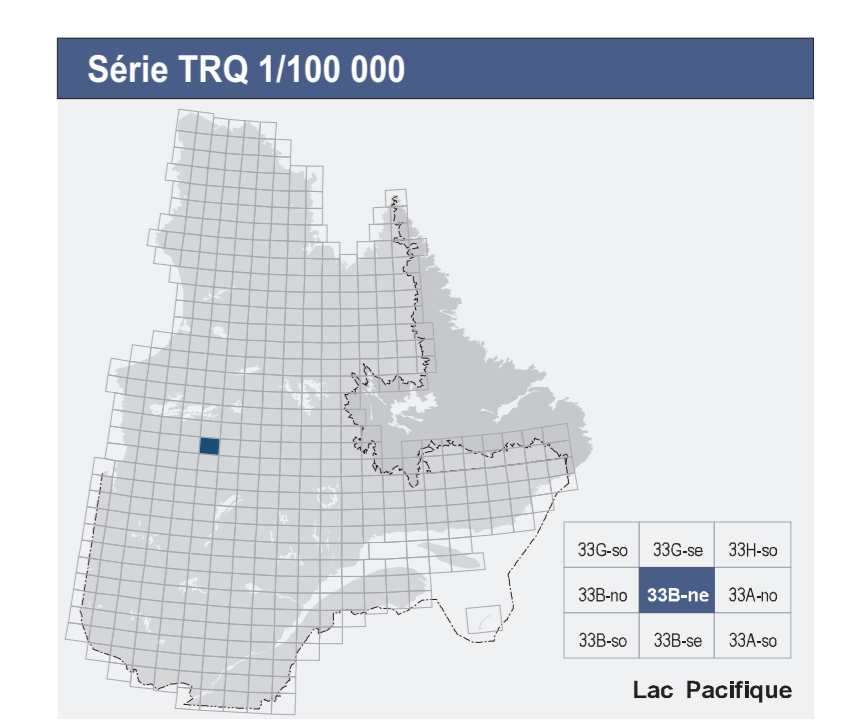 Série TRQ 1/100 000
33G-so 33G-se 33H-so
33B-no 33B-ne 33A-no
33B-so 33B-se 33A-so
Lac Pacifique